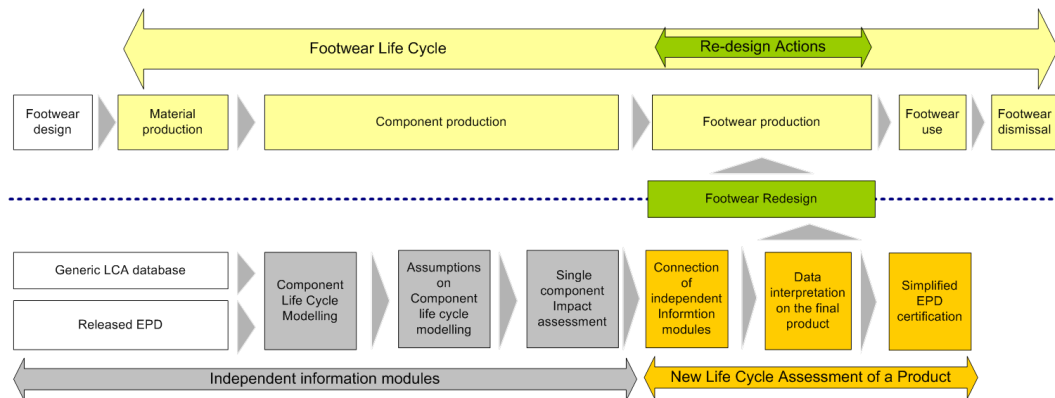 Footwear Life Cycle
Re-design Actions
Footwear
design
Material
production
Component production
Footwear production
Footwear
use
Footwear
dismissal
Footwear Redesign
Generic LCA database
Released EPD
Component
Life Cycle
Modelling
Assumptions
on
Component
life cycle
modelling
Single
component
Impact
assessment
Connection
of
independent
Informtion
modules
Data
interpretation
on the final
product
Simplified
EPD
certification
Independent information modules
New Life Cycle Assessment of a Product